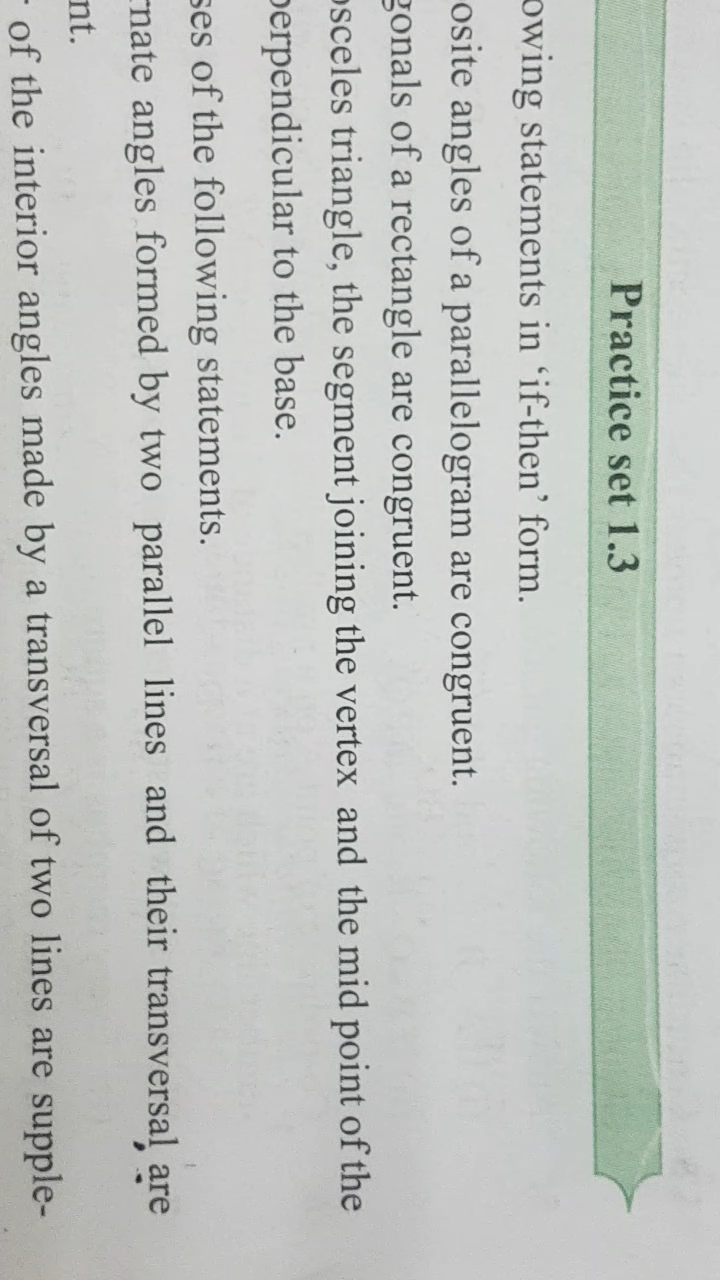 Practice set 1.3
owing statements in ‘if-then’ form.
osite angles of a parallelogram are congruent.
gonals of a rectangle are congruent.
osceles triangle, the segment joining the vertex and the mid point of the
perpendicular to the base.
ses of the following statements.
rnate angles formed by two parallel lines and their transversal are
nt.
of the interior angles made by a transversal of two lines are supple-